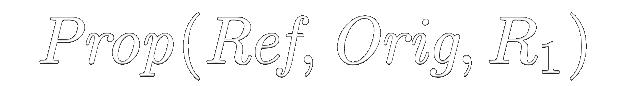 Prop(Ref, Orig, R₁)